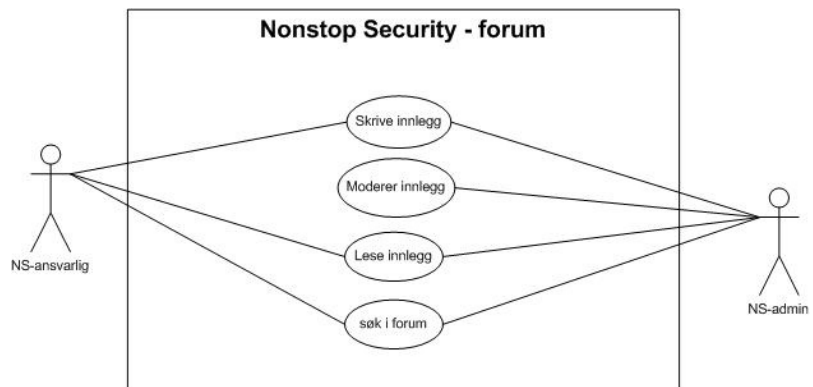 Nonstop Security - forum
Skrive innlegg
Moderer innlegg
Lese innlegg
søk i forum
NS-ansvarlig
NS-admin